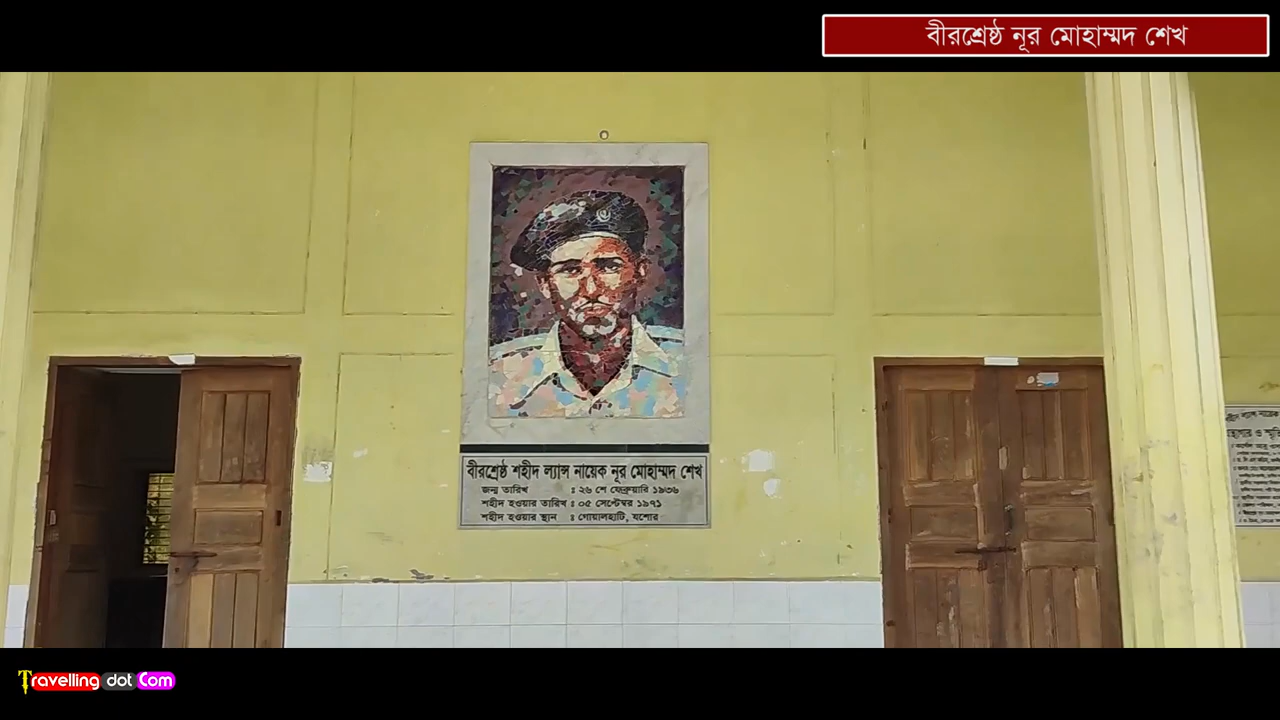 বীরশ্রেষ্ঠ নূর মোহাম্মদ শেখ
বীরশ্রেষ্ঠ শহীদ ল্যান্স নায়েক নূর মোহাম্মদ শেখ
জন্ম তারিখ : ২৬ শে ফেব্রুয়ারি ১৯৩৬
শহীদ হওয়ার তারিখ : ০৫ সেপ্টেম্বর ১৯৭১
শহীদ হওয়ার স্থান : গোয়ালহাটি, যশোর
Travelling dot Com